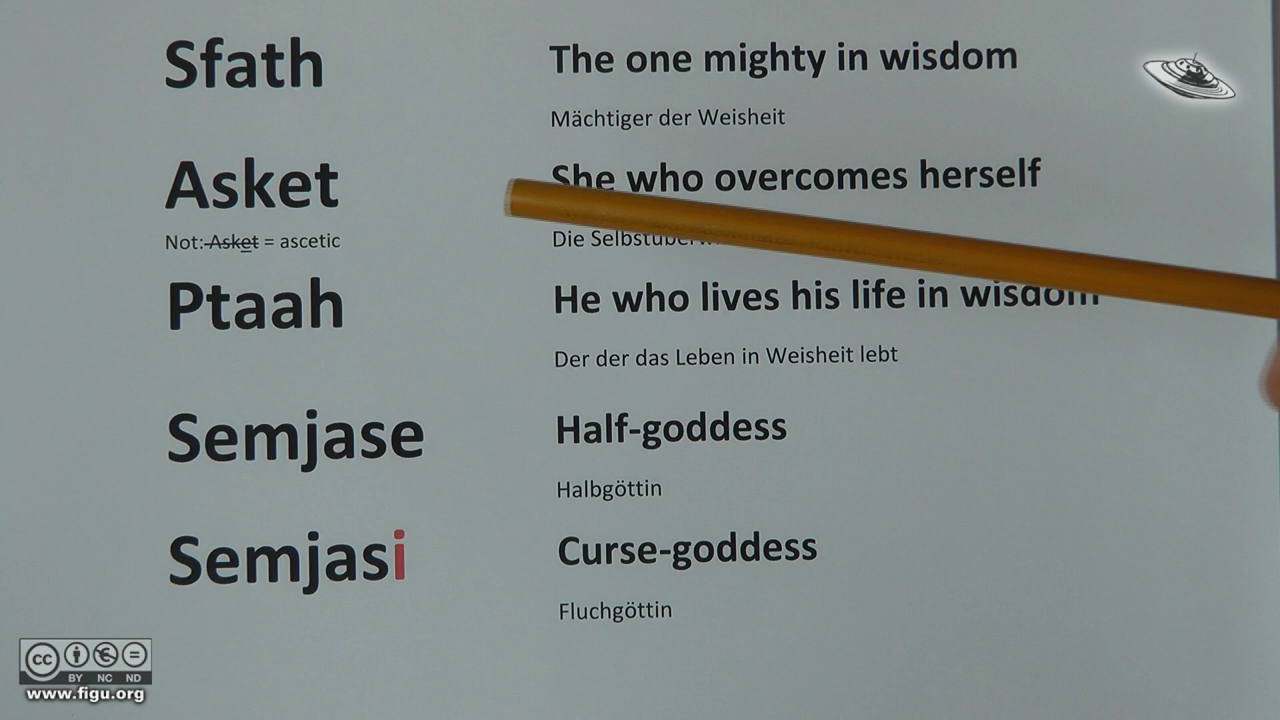 Sfath
The one mighty in wisdom
Mächtiger der Weisheit
Asket
She who overcomes herself
Not: Asket = ascetic
Die
Ptaah
He who lives his life in wisdom
Der der das Leben in Weisheit lebt
Semjase
Half-goddess
Halbgöttin
Semjasi
Curse-goddess
Fluchgöttin
cc
BY NC ND
www.figu.org